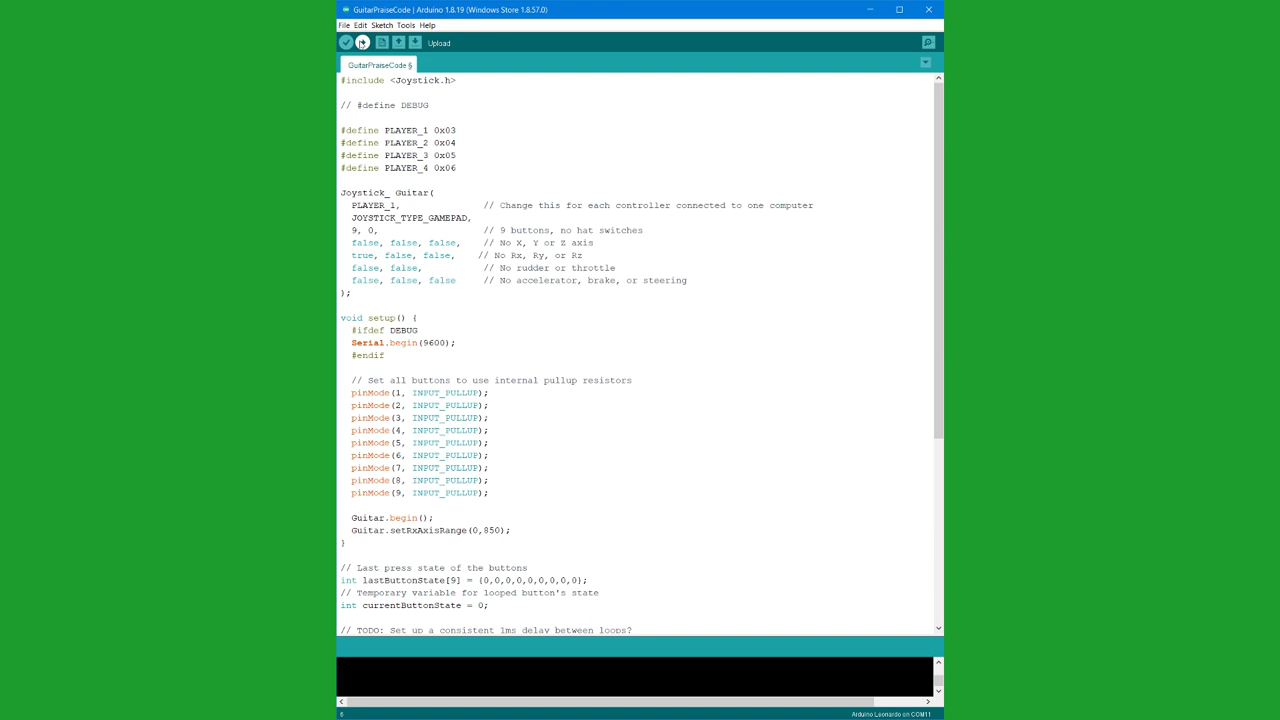 GuitarPraiseCode | Arduino 1.8.19 (Windows Store 1.8.57.0)
File Edit Sketch Tools Help
Upload
GuitarPraiseCode §
#include <Joystick.h>
// #define DEBUG
#define PLAYER_1 0x03
#define PLAYER_2 0x04
#define PLAYER_3 0x05
#define PLAYER_4 0x06
Joystick_ Guitar(
PLAYER_1, // Change this for each controller connected to one computer
JOYSTICK_TYPE_GAMEPAD,
9, 0, // 9 buttons, no hat switches
false, false, false, // No X, Y or Z axis
true, false, false, // No Rx, Ry, or Rz
false, false, // No rudder or throttle
false, false, false // No accelerator, brake, or steering
);
void setup() {
#ifdef DEBUG
Serial.begin(9600);
#endif
// Set all buttons to use internal pullup resistors
pinMode(1, INPUT_PULLUP);
pinMode(2, INPUT_PULLUP);
pinMode(3, INPUT_PULLUP);
pinMode(4, INPUT_PULLUP);
pinMode(5, INPUT_PULLUP);
pinMode(6, INPUT_PULLUP);
pinMode(7, INPUT_PULLUP);
pinMode(8, INPUT_PULLUP);
pinMode(9, INPUT_PULLUP);
Guitar.begin();
Guitar.setRxAxisRange(0,850);
}
// Last press state of the buttons
int lastButtonState[9] = {0,0,0,0,0,0,0,0,0};
// Temporary variable for looped button's state
int currentButtonState = 0;
// TODO: Set up a consistent 1ms delay between loops?
6 Arduino Leonardo on COM11